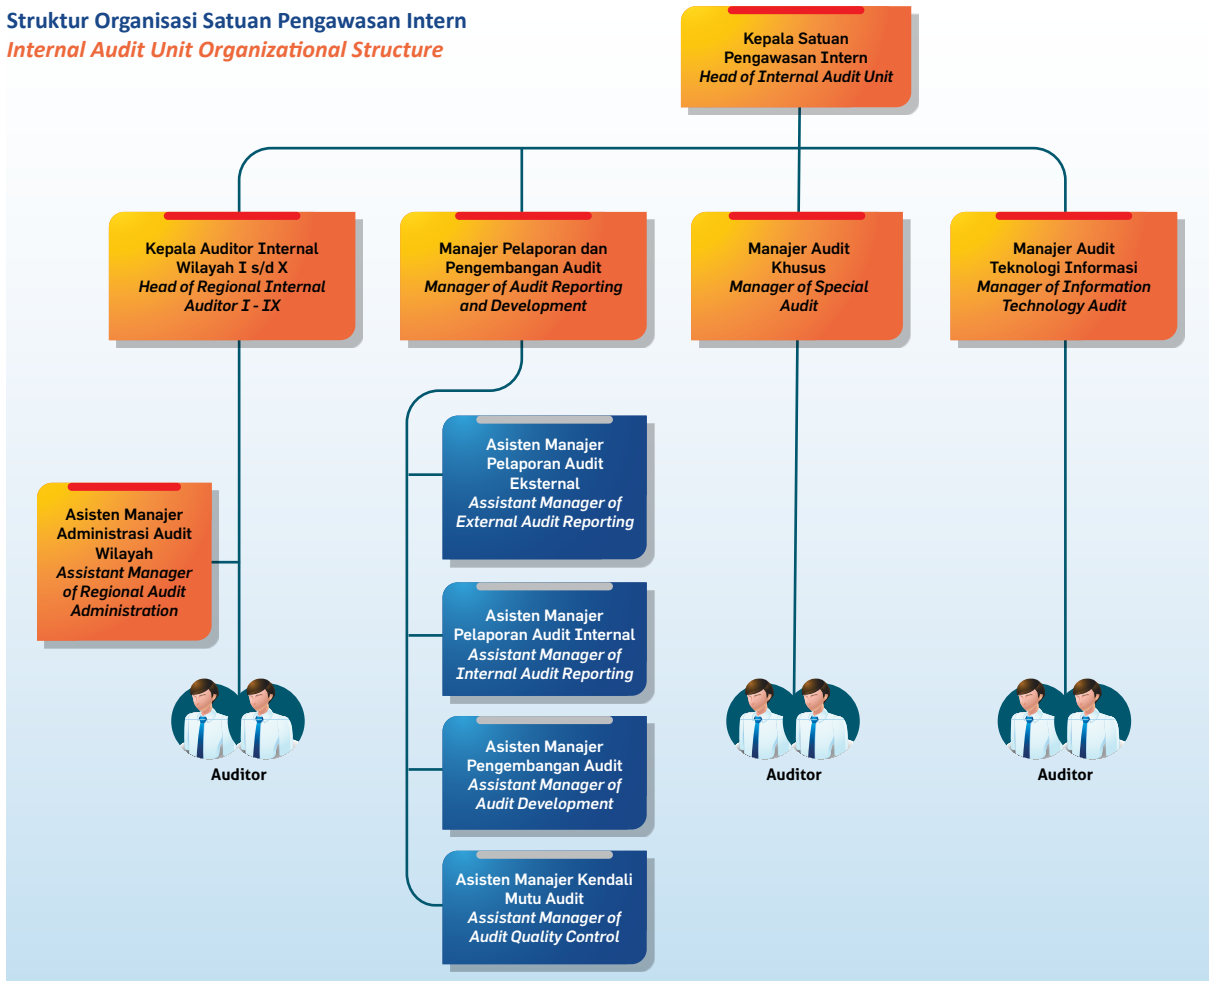 Struktur Organisasi Satuan Pengawasan Intern
Internal Audit Unit Organizational Structure
Kepala Satuan
Pengawasan Intern
Head of Internal Audit Unit
Kepala Auditor Internal
Wilayah I s/d X
Head of Regional Internal
Auditor I - IX
Manajer Pelaporan dan
Pengembangan Audit
Manager of Audit Reporting
and Development
Manajer Audit
Khusus
Manager of Special
Audit
Manajer Audit
Teknologi Informasi
Manager of Information
Technology Audit
Asisten Manajer
Administrasi Audit
Wilayah
Assistant Manager
of Regional Audit
Administration
Asisten Manajer
Pelaporan Audit
Eksternal
Assistant Manager of
External Audit Reporting
Asisten Manajer
Pelaporan Audit Internal
Assistant Manager of
Internal Audit Reporting
Asisten Manajer
Pengembangan Audit
Assistant Manager of
Audit Development
Asisten Manajer Kendali
Mutu Audit
Assistant Manager of
Audit Quality Control
Auditor
Auditor
Auditor